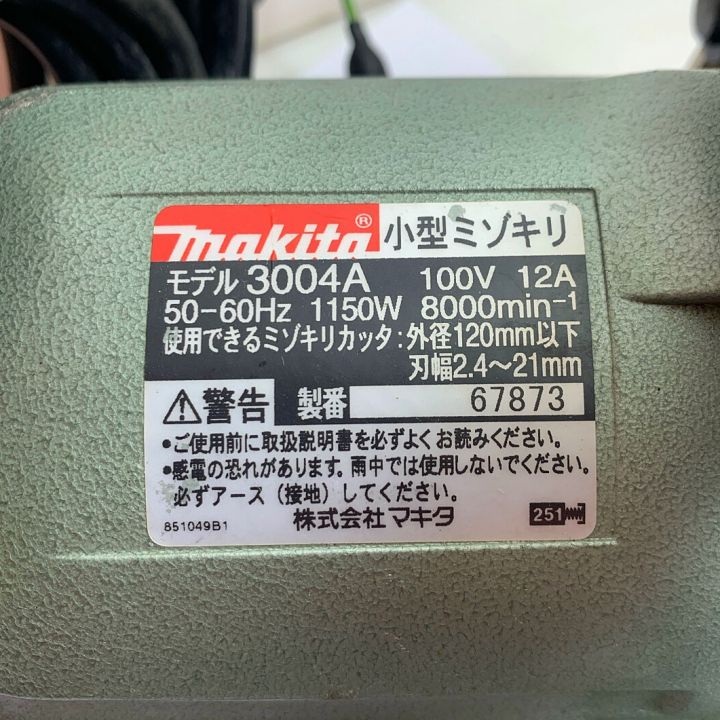 makita® 小型ミゾキリ
モデル 3004A 100V 12A
50-60Hz 1150W 8000min-1
使用できるミゾキリカッタ:外径120mm以下
刃幅2.4～21mm
⚠警告 製番 67873
•ご使用前に取扱説明書を必ずよくお読みください。
•感電の恐れがあります。雨中では使用しないでください。
必ずアース(接地)してください。
851049B1 株式会社マキタ 251